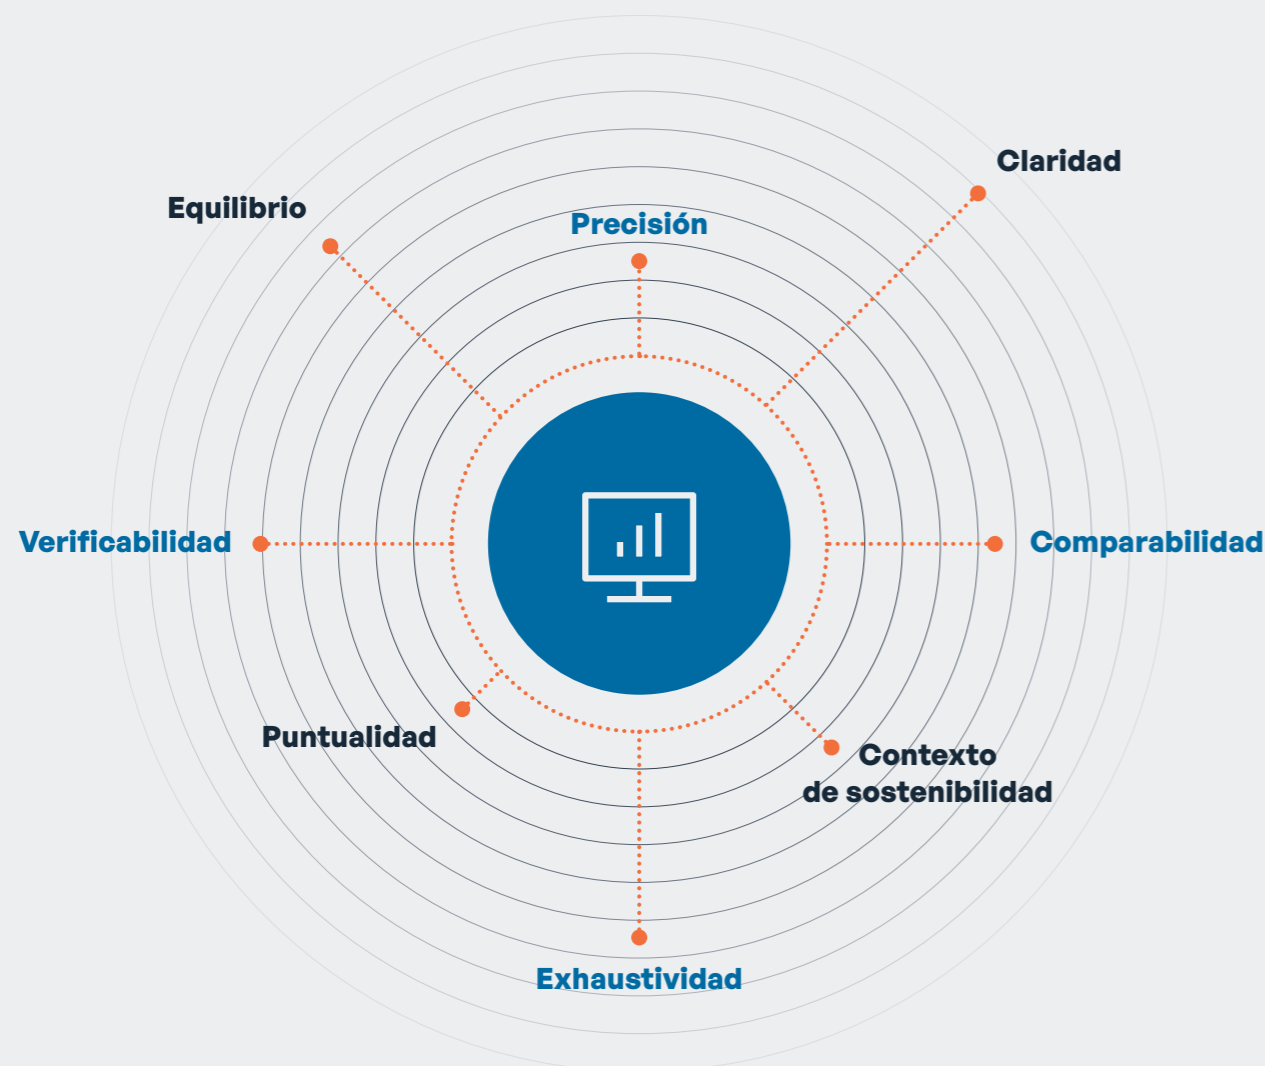 Claridad
Equilibrio
Precisión
Verificabilidad
Comparabilidad
Puntualidad
Contexto
de sostenibilidad
Exhaustividad